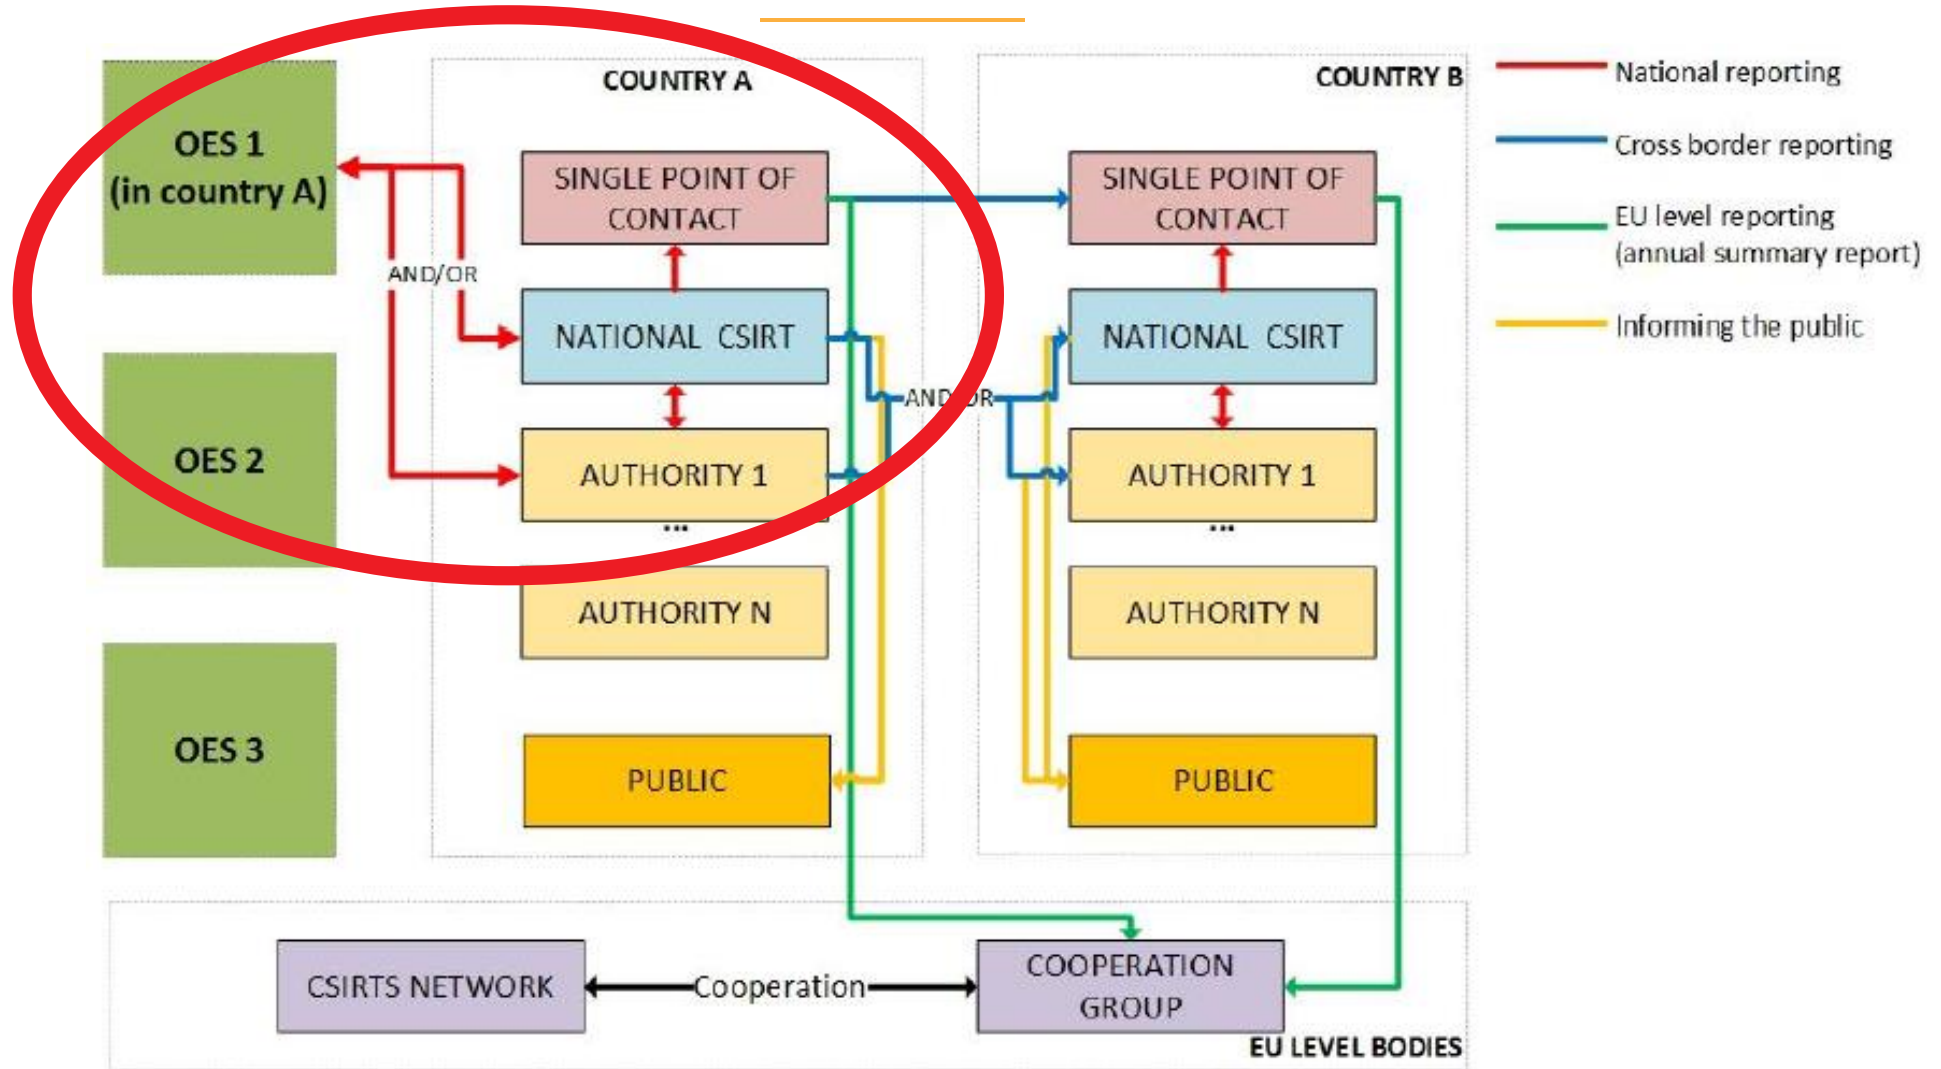 OES 1
(in country A)
OES 2
OES 3
AND/OR
COUNTRY A
SINGLE POINT OF
CONTACT
NATIONAL CSIRT
AUTHORITY 1
...
AUTHORITY N
PUBLIC
COUNTRY B
SINGLE POINT OF
CONTACT
NATIONAL CSIRT
AUTHORITY 1
...
AUTHORITY N
PUBLIC
National reporting
Cross border reporting
EU level reporting
(annual summary report)
Informing the public
CSIRTS NETWORK
Cooperation
COOPERATION
GROUP
EU LEVEL BODIES